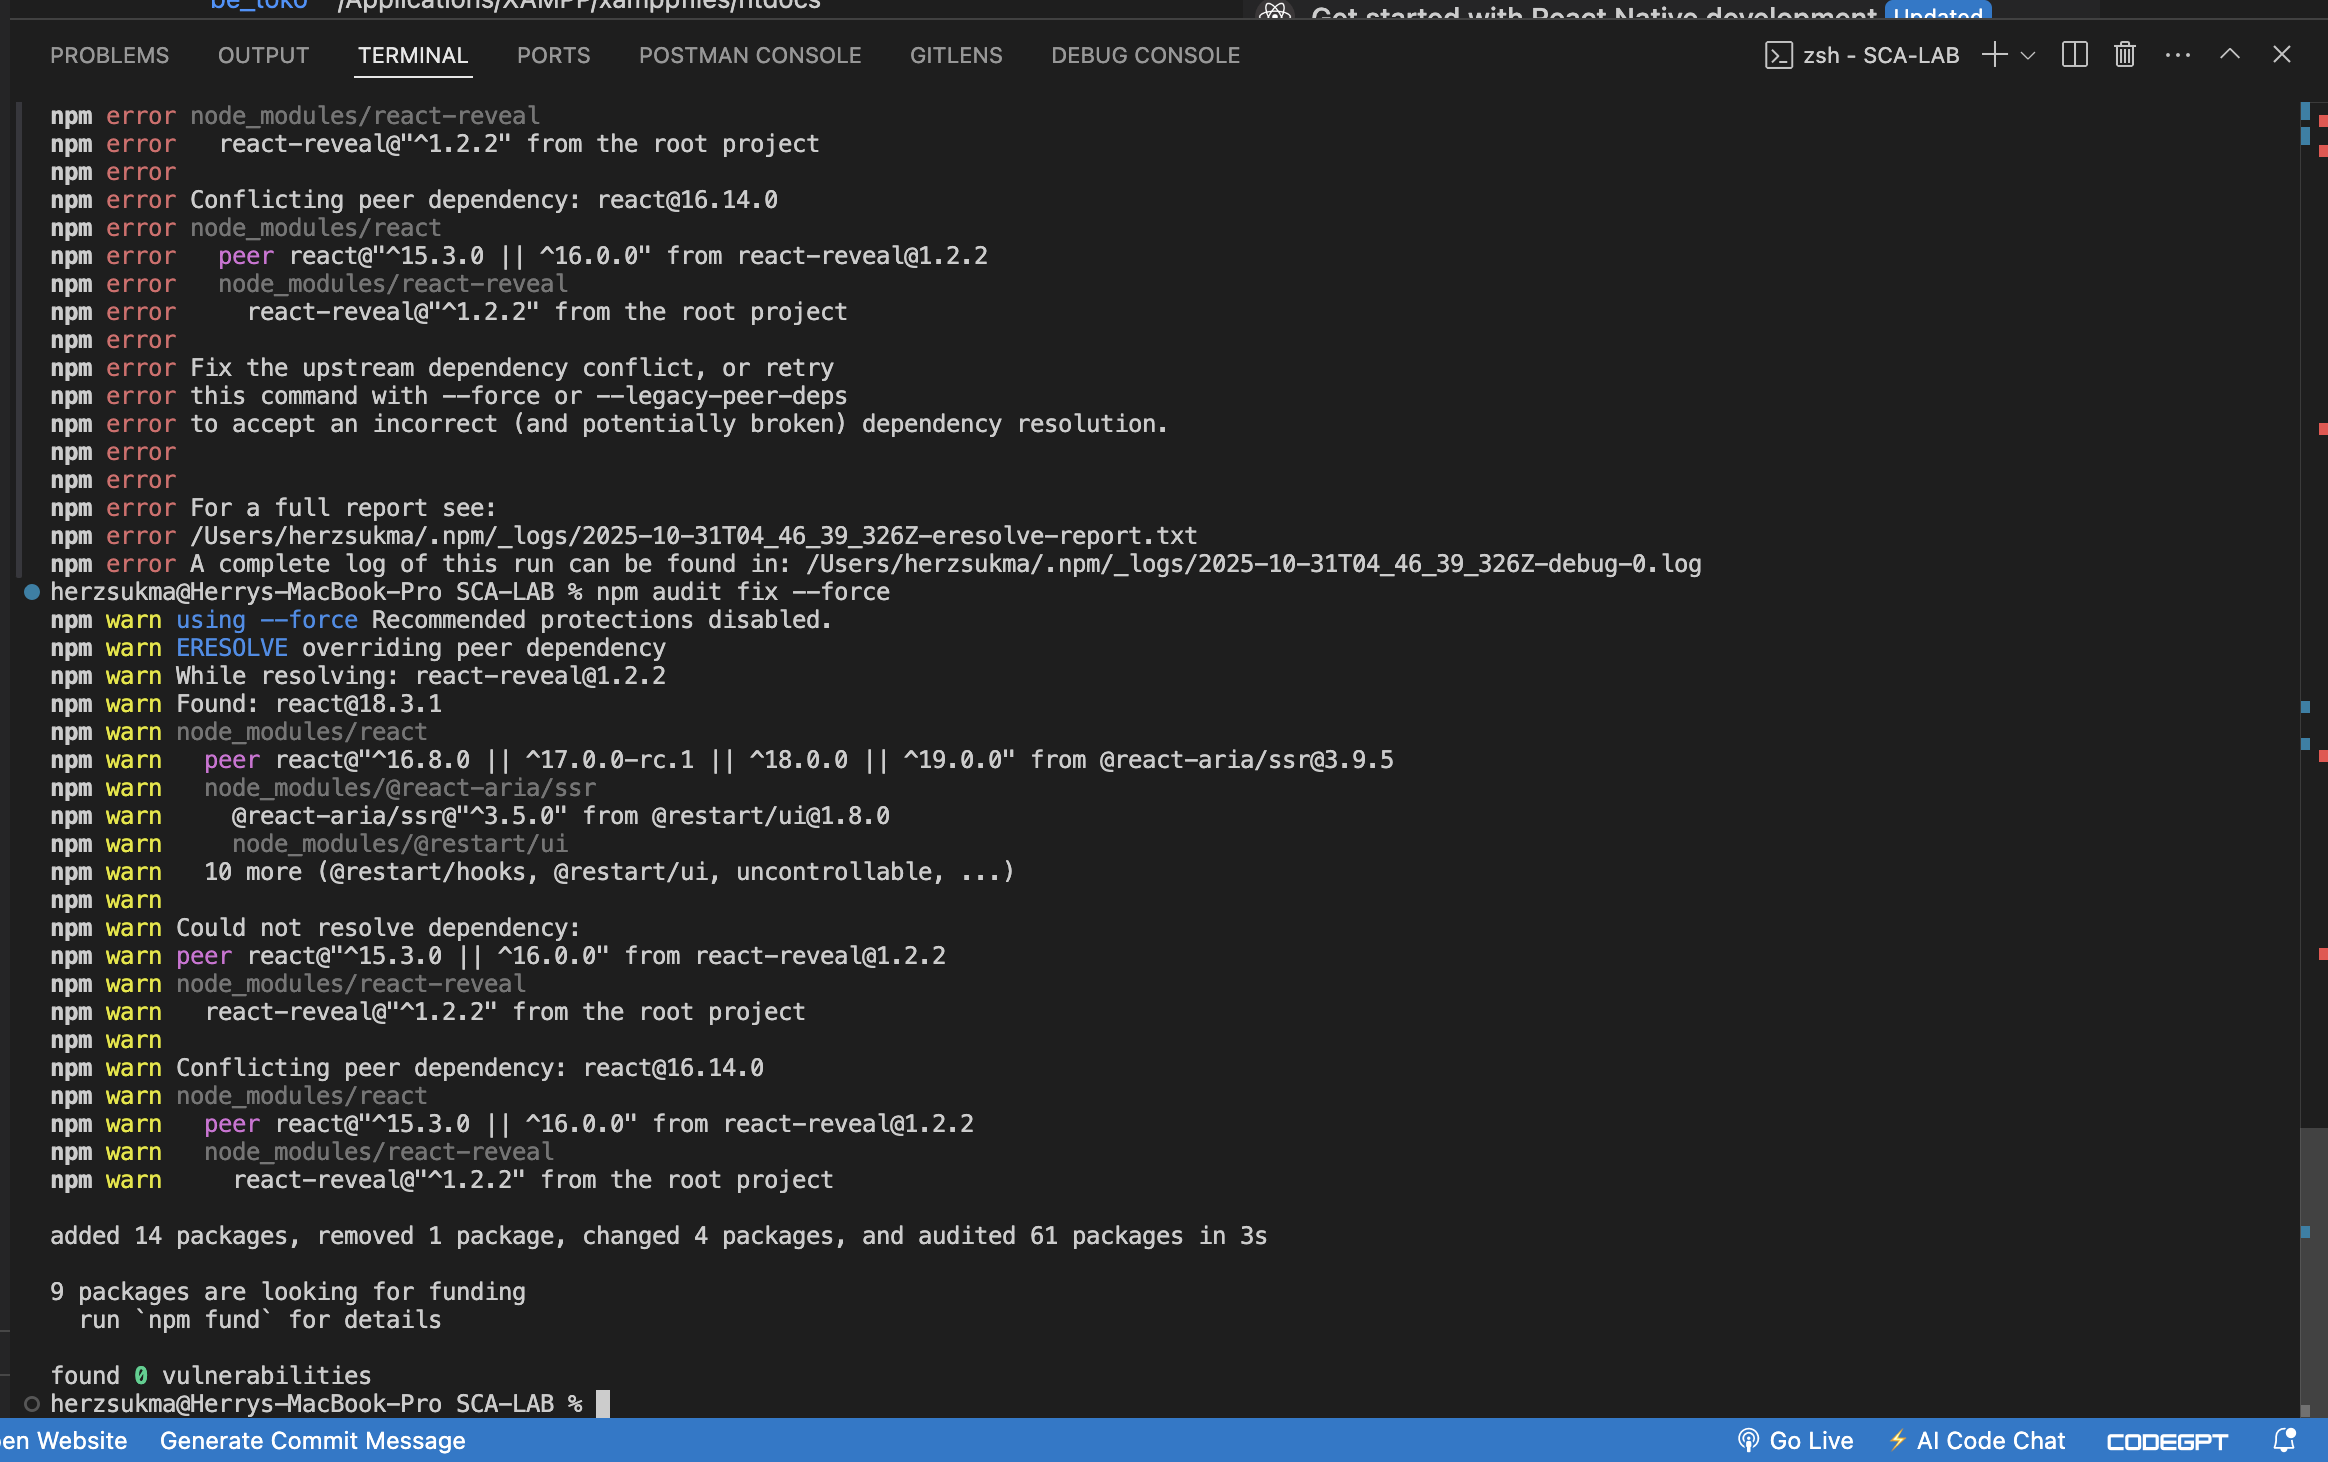 be_toko /Applications/XAMPP/xamppfiles/htdocs
Get started with React Native development Updated
PROBLEMS OUTPUT TERMINAL PORTS POSTMAN CONSOLE GITLENS DEBUG CONSOLE zsh - SCA-LAB
npm error node_modules/react-reveal
npm error   react-reveal@"^1.2.2" from the root project
npm error
npm error Conflicting peer dependency: react@16.14.0
npm error node_modules/react
npm error   peer react@"^15.3.0 || ^16.0.0" from react-reveal@1.2.2
npm error   node_modules/react-reveal
npm error     react-reveal@"^1.2.2" from the root project
npm error
npm error Fix the upstream dependency conflict, or retry
npm error this command with --force or --legacy-peer-deps
npm error to accept an incorrect (and potentially broken) dependency resolution.
npm error
npm error
npm error For a full report see:
npm error /Users/herzsukma/.npm/_logs/2025-10-31T04_46_39_326Z-eresolve-report.txt
npm error A complete log of this run can be found in: /Users/herzsukma/.npm/_logs/2025-10-31T04_46_39_326Z-debug-0.log
herzsukma@Herrys-MacBook-Pro SCA-LAB % npm audit fix --force
npm warn using --force Recommended protections disabled.
npm warn ERESOLVE overriding peer dependency
npm warn While resolving: react-reveal@1.2.2
npm warn Found: react@18.3.1
npm warn node_modules/react
npm warn   peer react@"^16.8.0 || ^17.0.0-rc.1 || ^18.0.0 || ^19.0.0" from @react-aria/ssr@3.9.5
npm warn   node_modules/@react-aria/ssr
npm warn     @react-aria/ssr@"^3.5.0" from @restart/ui@1.8.0
npm warn     node_modules/@restart/ui
npm warn   10 more (@restart/hooks, @restart/ui, uncontrollable, ...)
npm warn
npm warn Could not resolve dependency:
npm warn peer react@"^15.3.0 || ^16.0.0" from react-reveal@1.2.2
npm warn node_modules/react-reveal
npm warn   react-reveal@"^1.2.2" from the root project
npm warn
npm warn Conflicting peer dependency: react@16.14.0
npm warn node_modules/react
npm warn   peer react@"^15.3.0 || ^16.0.0" from react-reveal@1.2.2
npm warn   node_modules/react-reveal
npm warn     react-reveal@"^1.2.2" from the root project
added 14 packages, removed 1 package, changed 4 packages, and audited 61 packages in 3s
9 packages are looking for funding
  run `npm fund` for details
found 0 vulnerabilities
herzsukma@Herrys-MacBook-Pro SCA-LAB %
en Website Generate Commit Message Go Live AI Code Chat CODEGPT